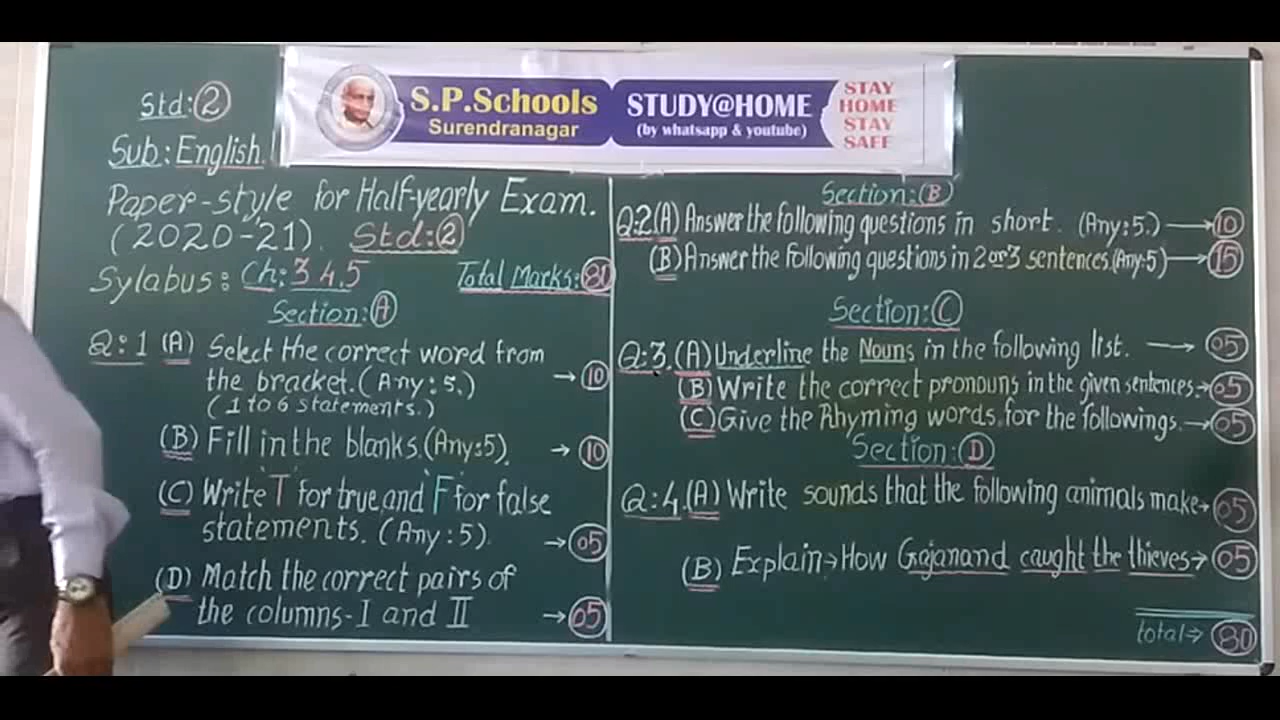 S.P.Schools
Surendranagar
STUDY@HOME
(by whatsapp & youtube)
STAY
HOME
STAY
SAFE
Std:2
Sub: English.
Paper-style for Half-yearly Exam.
(2020-21). Std:2
Sylabus: Ch: 3 4.5 Total Marks: 80
Section: A
Q:1 (A) Select the correct word from
the bracket. (Any: 5.) → 10
(1 to 6 statements.)
(B) Fill in the blanks. (Any:5). → 10
(C) Write 'T' for true, and 'F' for false
statements. (Any: 5). → 05
(D) Match the correct pairs of
the columns-I and II → 05
Section: B
Q:2 (A) Answer the following questions in short. (Any:5.) → 10
(B) Answer the following questions in 2 or 3 sentences. (Any:5) → 15
Section: C
Q:3. (A) Underline the Nouns in the following list. → 05
(B) Write the correct pronouns in the given sentences. → 05
(C) Give the Rhyming words for the followings. → 05
Section: D
Q:4. (A) Write sounds that the following animals make → 05
(B) Explain → How Gajanand caught the thieves → 05
total → 80